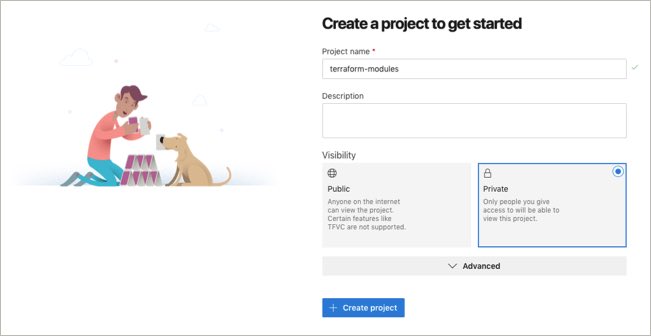 Create a project to get started
Project name *
terraform-modules
Description
Visibility
Public
Anyone on the internet
can view the project.
Certain features like
TFVC are not supported.
Private
Only people you give
access to will be able to
view this project.
Advanced
+ Create project